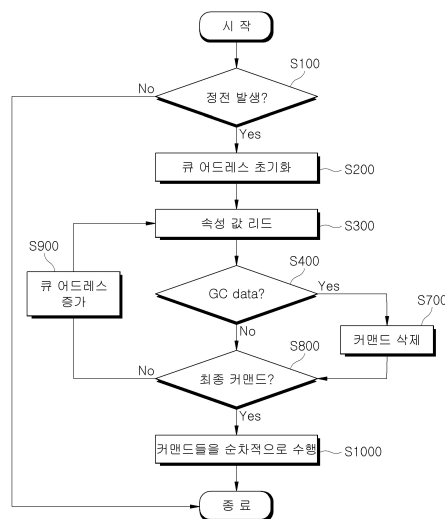 시 작
S100
정전 발생?
No
Yes
큐 어드레스 초기화
S200
속성 값 리드
S300
S900
큐 어드레스
증가
S400
GC data?
Yes
No
S700
커맨드 삭제
S800
최종 커맨드?
No
Yes
커맨드들을 순차적으로 수행
S1000
종 료